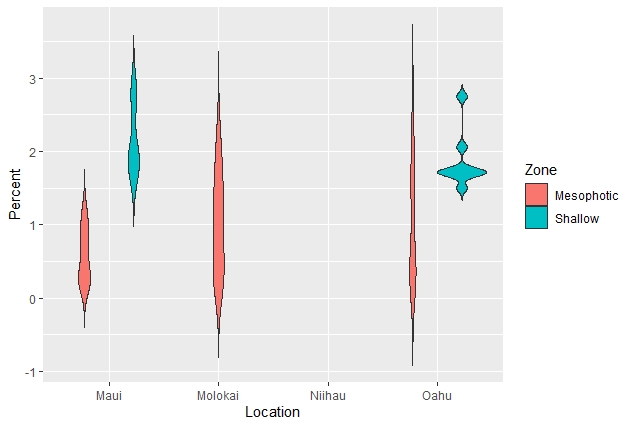 Percent
3
2
1
0
-1
Maui Molokai Niihau Oahu
Location
Zone
Mesophotic
Shallow